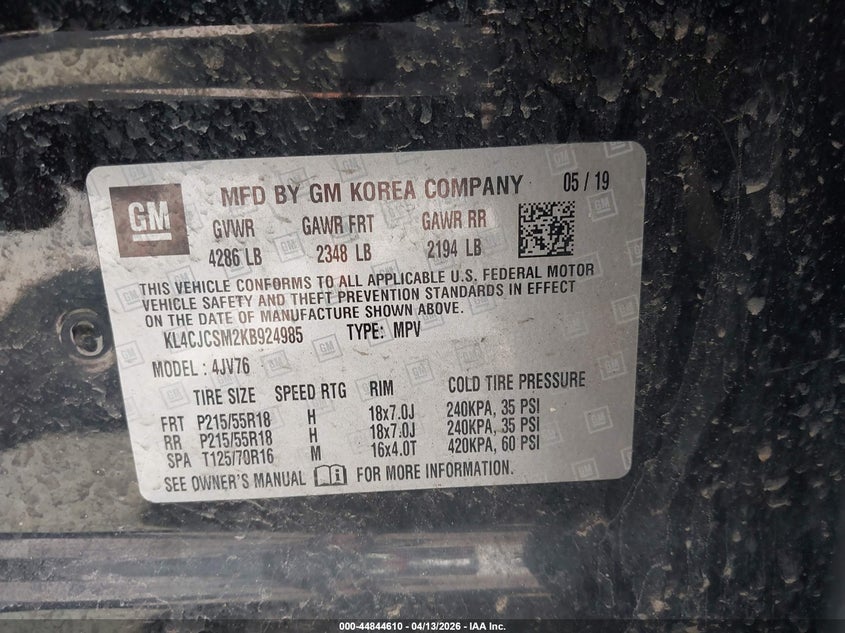 GM
MFD BY GM KOREA COMPANY 05 / 19
GVWR GAWR FRT GAWR RR
4286 LB 2348 LB 2194 LB
THIS VEHICLE CONFORMS TO ALL APPLICABLE U.S. FEDERAL MOTOR
VEHICLE SAFETY AND THEFT PREVENTION STANDARDS IN EFFECT
ON THE DATE OF MANUFACTURE SHOWN ABOVE.
KL4CJCSM2KB924985 TYPE: MPV
MODEL : 4JV76
TIRE SIZE SPEED RTG RIM COLD TIRE PRESSURE
FRT P215/55R18 H 18x7.0J 240KPA, 35 PSI
RR P215/55R18 H 18x7.0J 240KPA, 35 PSI
SPA T125/70R16 M 16x4.0T 420KPA, 60 PSI
SEE OWNER'S MANUAL FOR MORE INFORMATION.
000-44844610 - 04/13/2026 - IAA Inc.